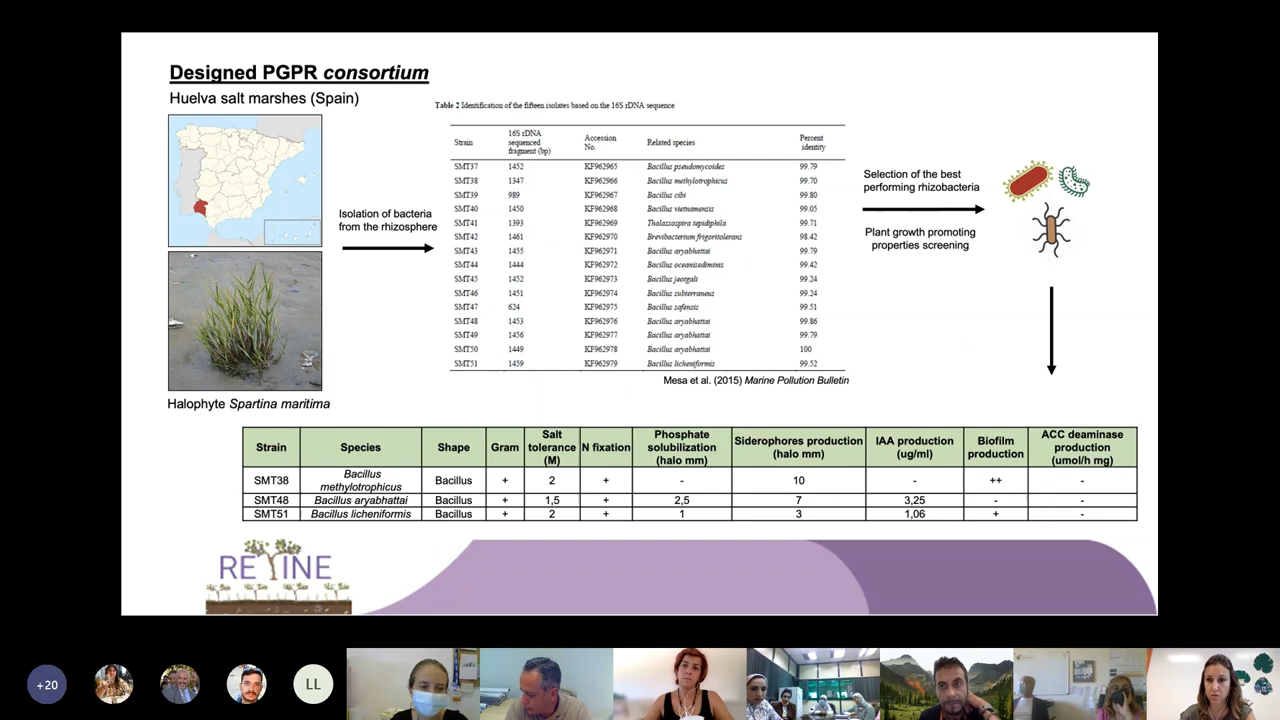 Designed PGPR consortium
Huelva salt marshes (Spain)
Isolation of bacteria
from the rhizosphere
Halophyte Spartina maritima
Table 2 Identification of the fifteen isolates based on the 16S rDNA sequence
Strain 16S rDNA sequenced fragment (bp) Accession No. Related species Percent identity
SMT37 1452 KF962965 Bacillus pseudomycoides 99.79
SMT38 1347 KF962966 Bacillus methylotrophicus 99.70
SMT39 989 KF962967 Bacillus cibi 99.80
SMT40 1450 KF962968 Bacillus vietnamensis 99.05
SMT41 1393 KF962969 Thalassospira tepidiphila 99.71
SMT42 1461 KF962970 Brevibacterium frigoritolerans 98.42
SMT43 1455 KF962971 Bacillus aryabhattai 99.79
SMT44 1444 KF962972 Bacillus oceanisediminis 99.42
SMT45 1452 KF962973 Bacillus jeotgali 99.24
SMT46 1451 KF962974 Bacillus subterraneus 99.24
SMT47 624 KF962975 Bacillus safensis 99.51
SMT48 1453 KF962976 Bacillus aryabhattai 99.86
SMT49 1456 KF962977 Bacillus aryabhattai 99.79
SMT50 1449 KF962978 Bacillus aryabhattai 100
SMT51 1459 KF962979 Bacillus licheniformis 99.52
Mesa et al. (2015) Marine Pollution Bulletin
Selection of the best
performing rhizobacteria
Plant growth promoting
properties screening
Strain Species Shape Gram Salt tolerance (M) N fixation Phosphate solubilization (halo mm) Siderophores production (halo mm) IAA production (ug/ml) Biofilm production ACC deaminase production (umol/h mg)
SMT38 Bacillus methylotrophicus Bacillus + 2 + - 10 - ++ -
SMT48 Bacillus aryabhattai Bacillus + 1,5 + 2,5 7 3,25 - -
SMT51 Bacillus licheniformis Bacillus + 2 + 1 3 1,06 + -
REVINE
+20
LL